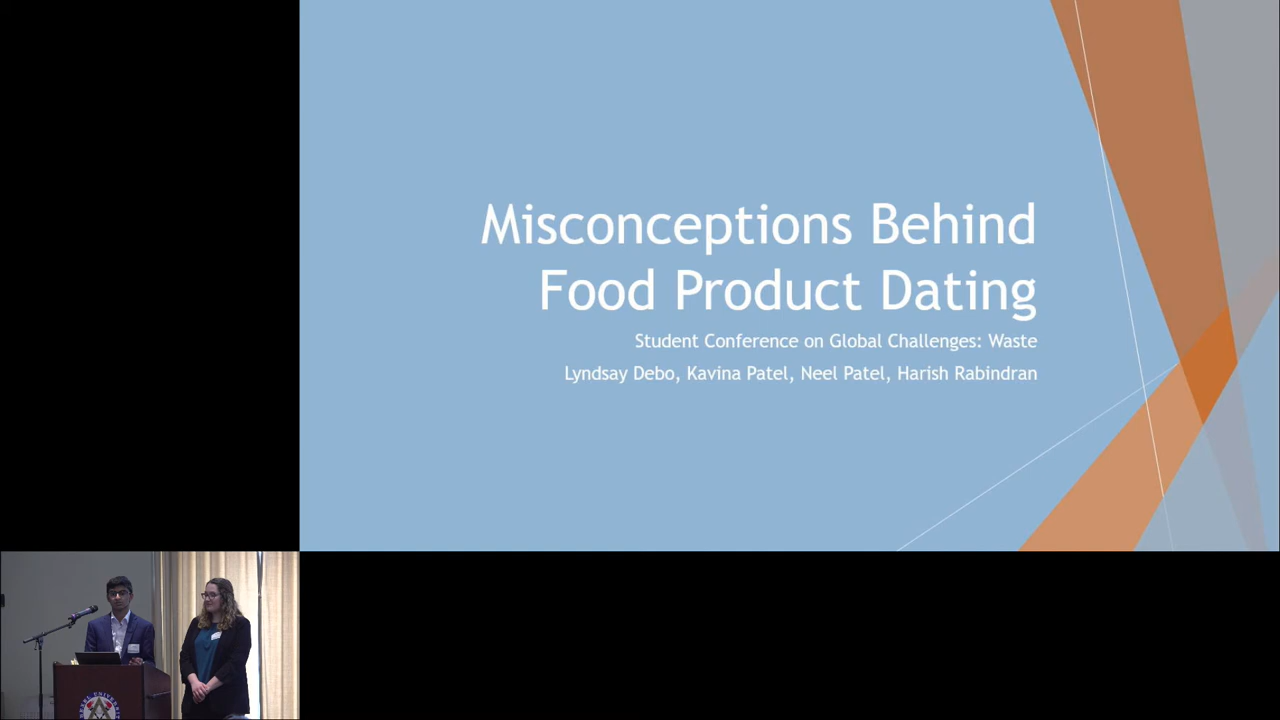 Misconceptions Behind
Food Product Dating
Student Conference on Global Challenges: Waste
Lyndsay Debo, Kavina Patel, Neel Patel, Harish Rabindran